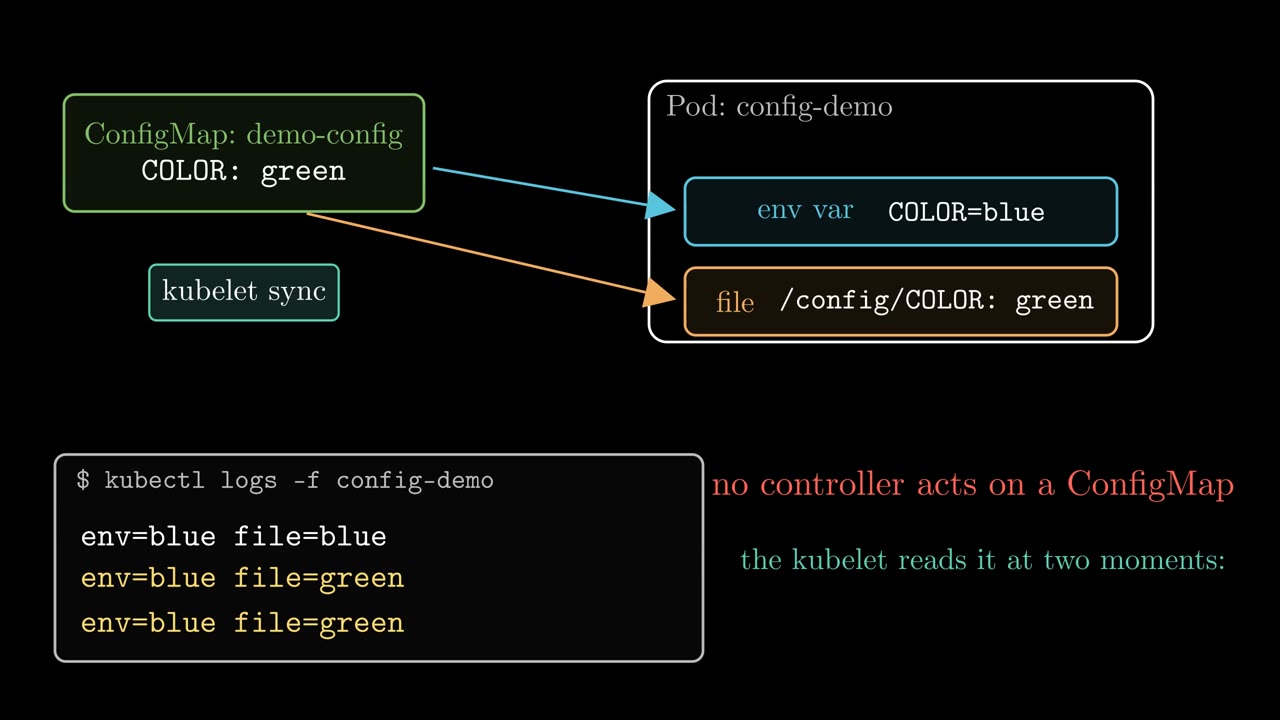 ConfigMap: demo-config
COLOR: green
kubelet sync
Pod: config-demo
env var COLOR=blue
file /config/COLOR: green
$ kubectl logs -f config-demo
env=blue file=blue
env=blue file=green
env=blue file=green
no controller acts on a ConfigMap
the kubelet reads it at two moments: